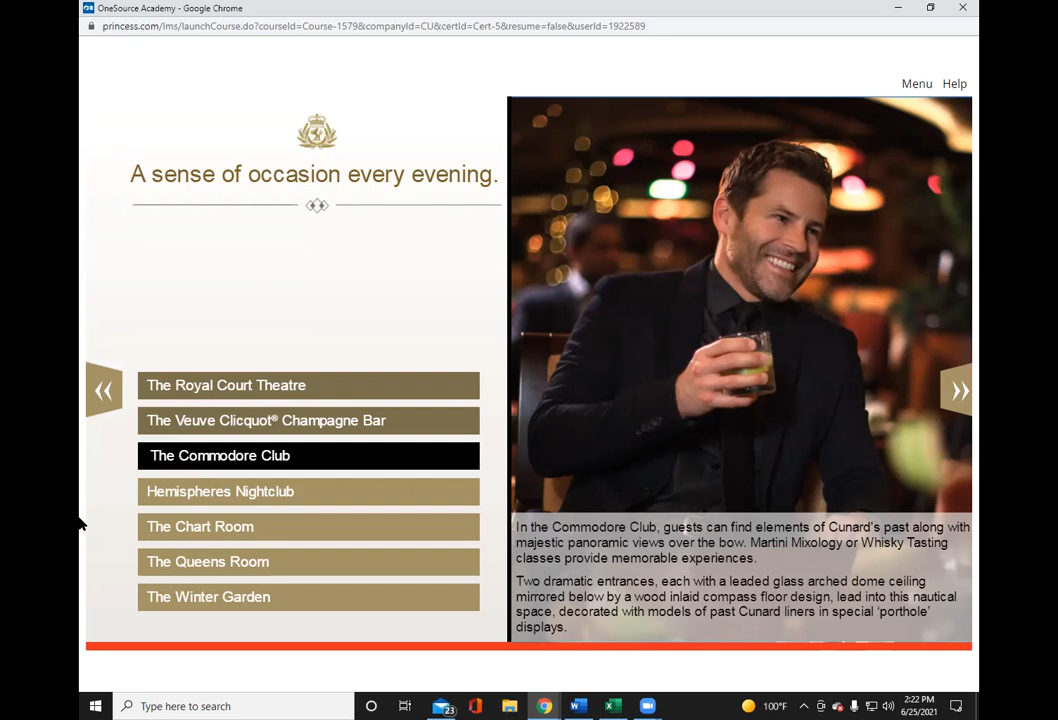 OneSource Academy - Google Chrome
princess.com/lms/launchCourse.do?courseId=Course-1579&companyId=CU&certId=Cert-5&resume=false&userId=1922589
Menu Help
A sense of occasion every evening.
The Royal Court Theatre
The Veuve Clicquot® Champagne Bar
The Commodore Club
Hemispheres Nightclub
The Chart Room
The Queens Room
The Winter Garden
In the Commodore Club, guests can find elements of Cunard's past along with
majestic panoramic views over the bow. Martini Mixology or Whisky Tasting
classes provide memorable experiences.
Two dramatic entrances, each with a leaded glass arched dome ceiling
mirrored below by a wood inlaid compass floor design, lead into this nautical
space, decorated with models of past Cunard liners in special ‘porthole’
displays.
Type here to search
23
100°F
2:22 PM
6/25/2021